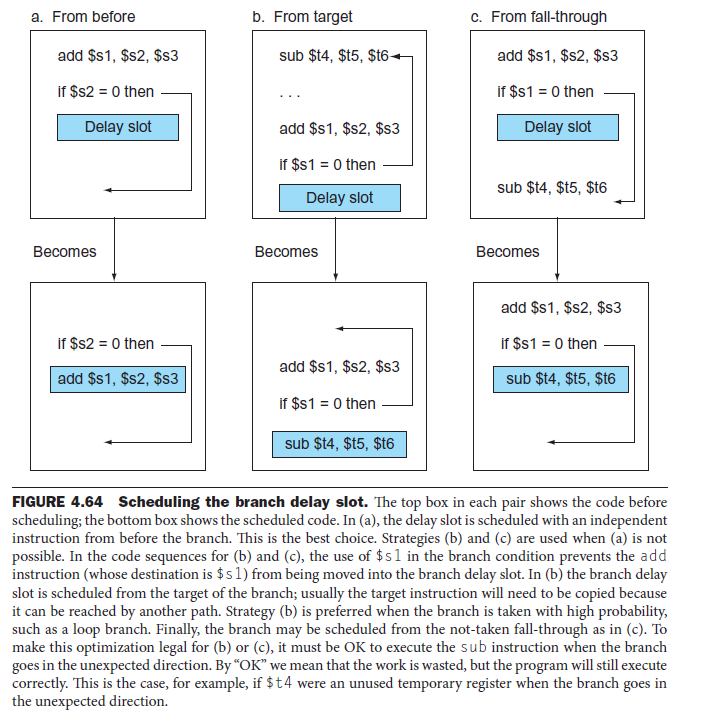 a. From before
add $s1, $s2, $s3
if $s2 = 0 then
Delay slot
Becomes
if $s2 = 0 then
add $s1, $s2, $s3
b. From target
sub $t4, $t5, $t6
. . .
add $s1, $s2, $s3
if $s1 = 0 then
Delay slot
Becomes
add $s1, $s2, $s3
if $s1 = 0 then
sub $t4, $t5, $t6
c. From fall-through
add $s1, $s2, $s3
if $s1 = 0 then
Delay slot
sub $t4, $t5, $t6
Becomes
add $s1, $s2, $s3
if $s1 = 0 then
sub $t4, $t5, $t6
FIGURE 4.64 Scheduling the branch delay slot. The top box in each pair shows the code before
scheduling; the bottom box shows the scheduled code. In (a), the delay slot is scheduled with an independent
instruction from before the branch. This is the best choice. Strategies (b) and (c) are used when (a) is not
possible. In the code sequences for (b) and (c), the use of $s1 in the branch condition prevents the add
instruction (whose destination is $s1) from being moved into the branch delay slot. In (b) the branch delay
slot is scheduled from the target of the branch; usually the target instruction will need to be copied because
it can be reached by another path. Strategy (b) is preferred when the branch is taken with high probability,
such as a loop branch. Finally, the branch may be scheduled from the not-taken fall-through as in (c). To
make this optimization legal for (b) or (c), it must be OK to execute the sub instruction when the branch
goes in the unexpected direction. By “OK” we mean that the work is wasted, but the program will still execute
correctly. This is the case, for example, if $t4 were an unused temporary register when the branch goes in
the unexpected direction.